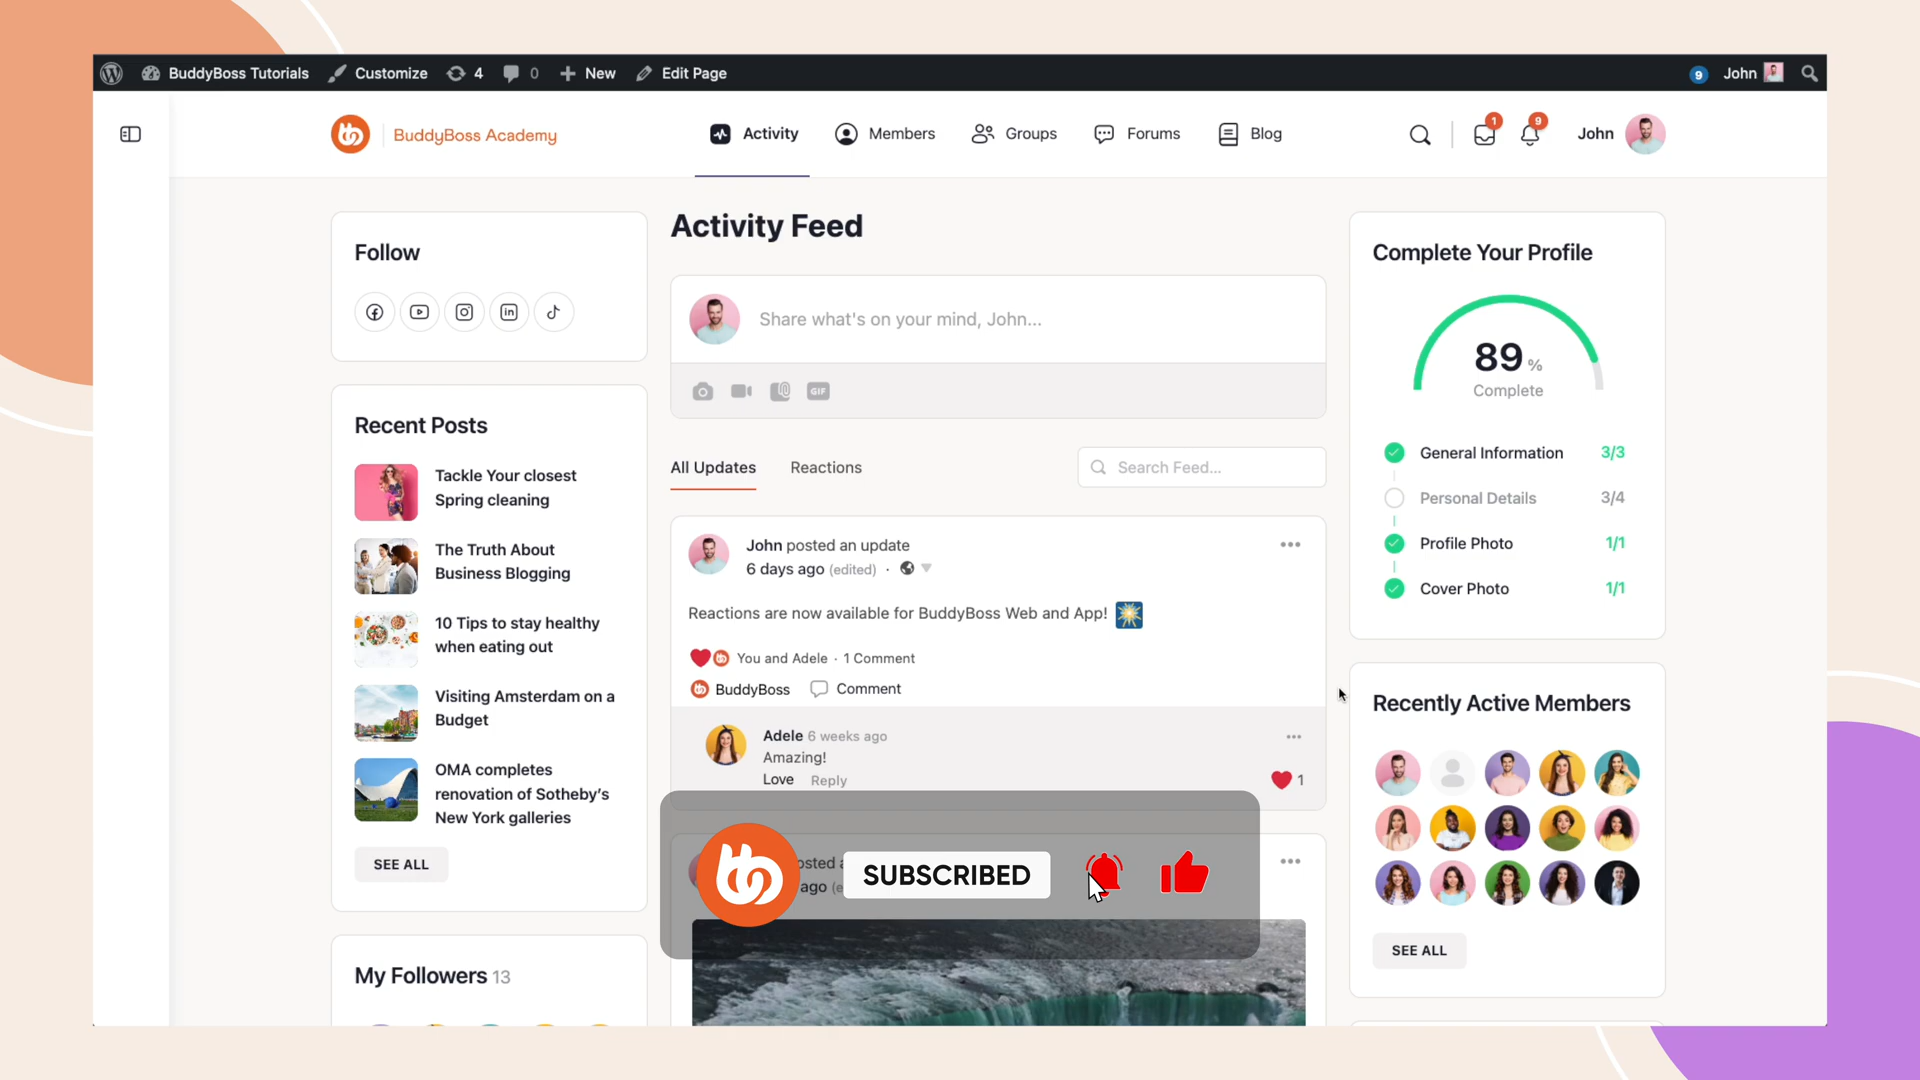 BuddyBoss Tutorials Customize 4 0 New Edit Page 9 John
BuddyBoss Academy Activity Members Groups Forums Blog 1 9 John
Follow
Recent Posts
Tackle Your closest
Spring cleaning
The Truth About
Business Blogging
10 Tips to stay healthy
when eating out
Visiting Amsterdam on a
Budget
OMA completes
renovation of Sotheby's
New York galleries
SEE ALL
My Followers 13
Activity Feed
Share what's on your mind, John...
GIF
All Updates Reactions Search Feed...
John posted an update
6 days ago (edited) ·
Reactions are now available for BuddyBoss Web and App!
You and Adele · 1 Comment
BuddyBoss Comment
Adele 6 weeks ago
Amazing!
Love Reply 1
SUBSCRIBED
ago
Complete Your Profile
89 %
Complete
General Information 3/3
Personal Details 3/4
Profile Photo 1/1
Cover Photo 1/1
Recently Active Members
SEE ALL